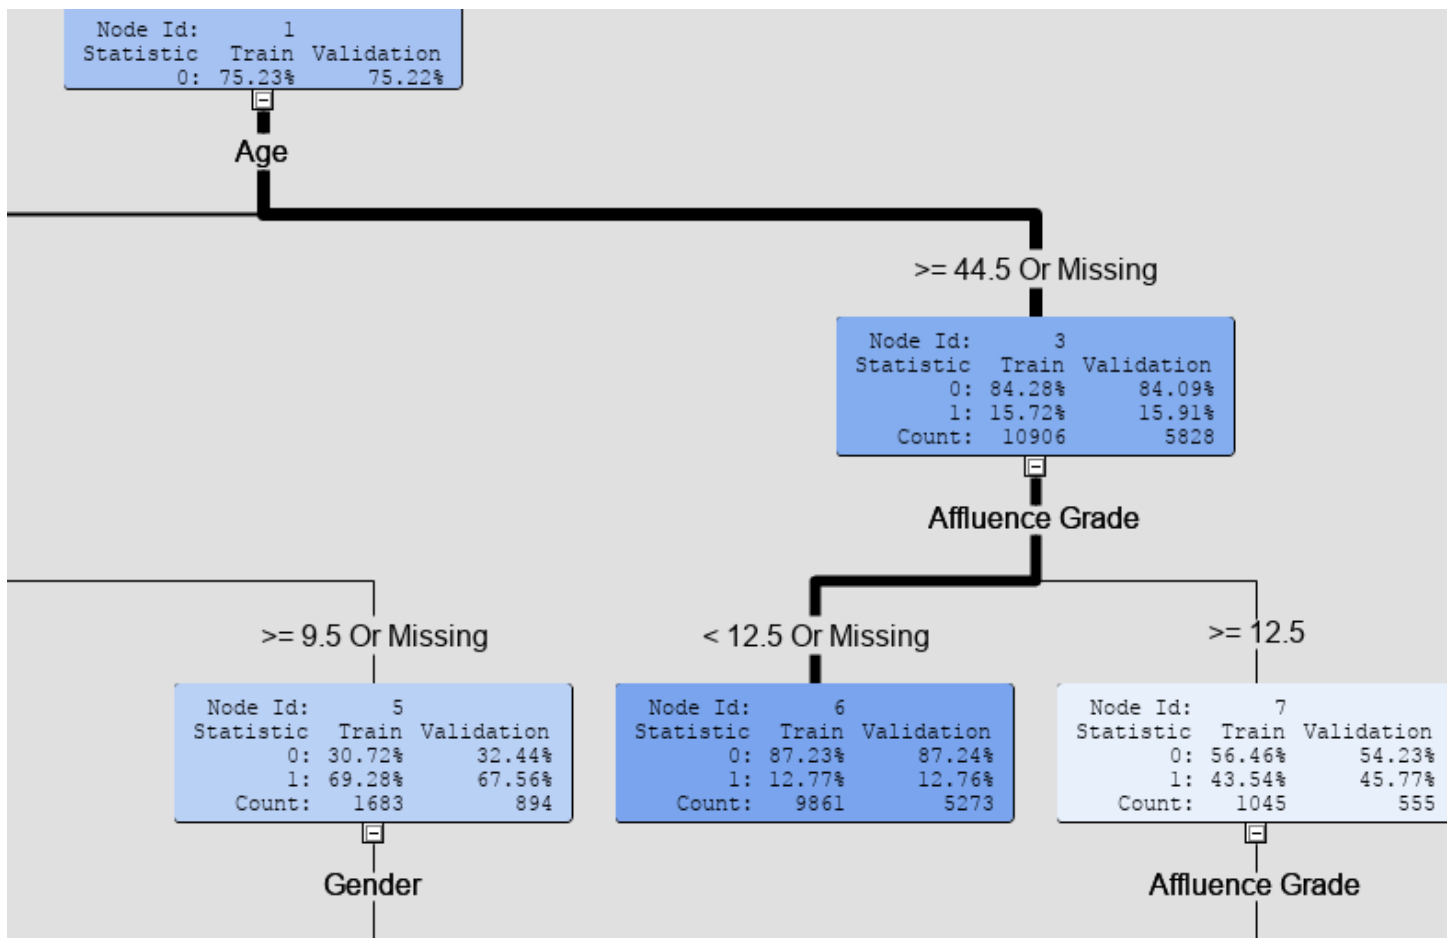 Node Id: 1
Statistic Train Validation
0: 75.23% 75.22%
Age
>= 44.5 Or Missing
Node Id: 3
Statistic Train Validation
0: 84.28% 84.09%
1: 15.72% 15.91%
Count: 10906 5828
Affluence Grade
>= 9.5 Or Missing
< 12.5 Or Missing
>= 12.5
Node Id: 5
Statistic Train Validation
0: 30.72% 32.44%
1: 69.28% 67.56%
Count: 1683 894
Node Id: 6
Statistic Train Validation
0: 87.23% 87.24%
1: 12.77% 12.76%
Count: 9861 5273
Node Id: 7
Statistic Train Validation
0: 56.46% 54.23%
1: 43.54% 45.77%
Count: 1045 555
Gender
Affluence Grade